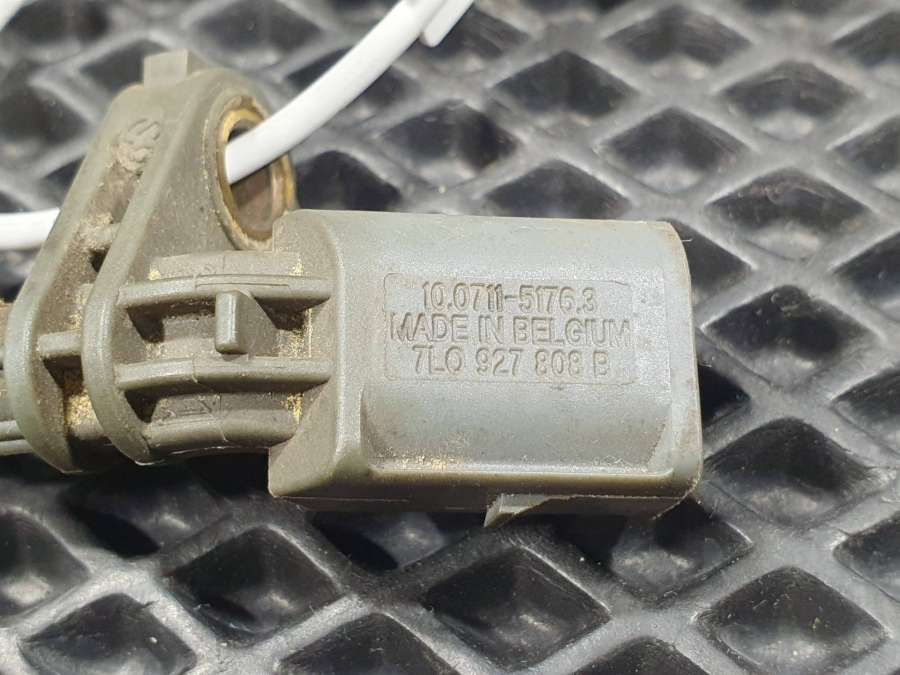 10.0711-5176.3
MADE IN BELGIUM
7L0 927 808 B